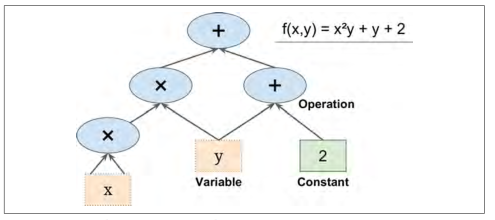 +
f(x,y) = x²y + y + 2
×
+
Operation
×
y
2
Variable
Constant
x